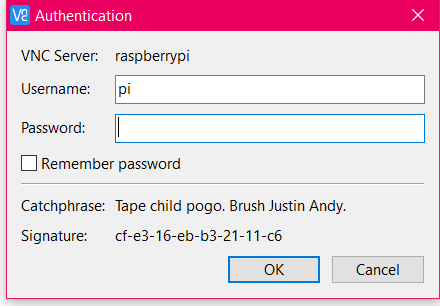 V2 Authentication
VNC Server: raspberrypi
Username: pi
Password:
Remember password
Catchphrase: Tape child pogo. Brush Justin Andy.
Signature: cf-e3-16-eb-b3-21-11-c6
OK Cancel